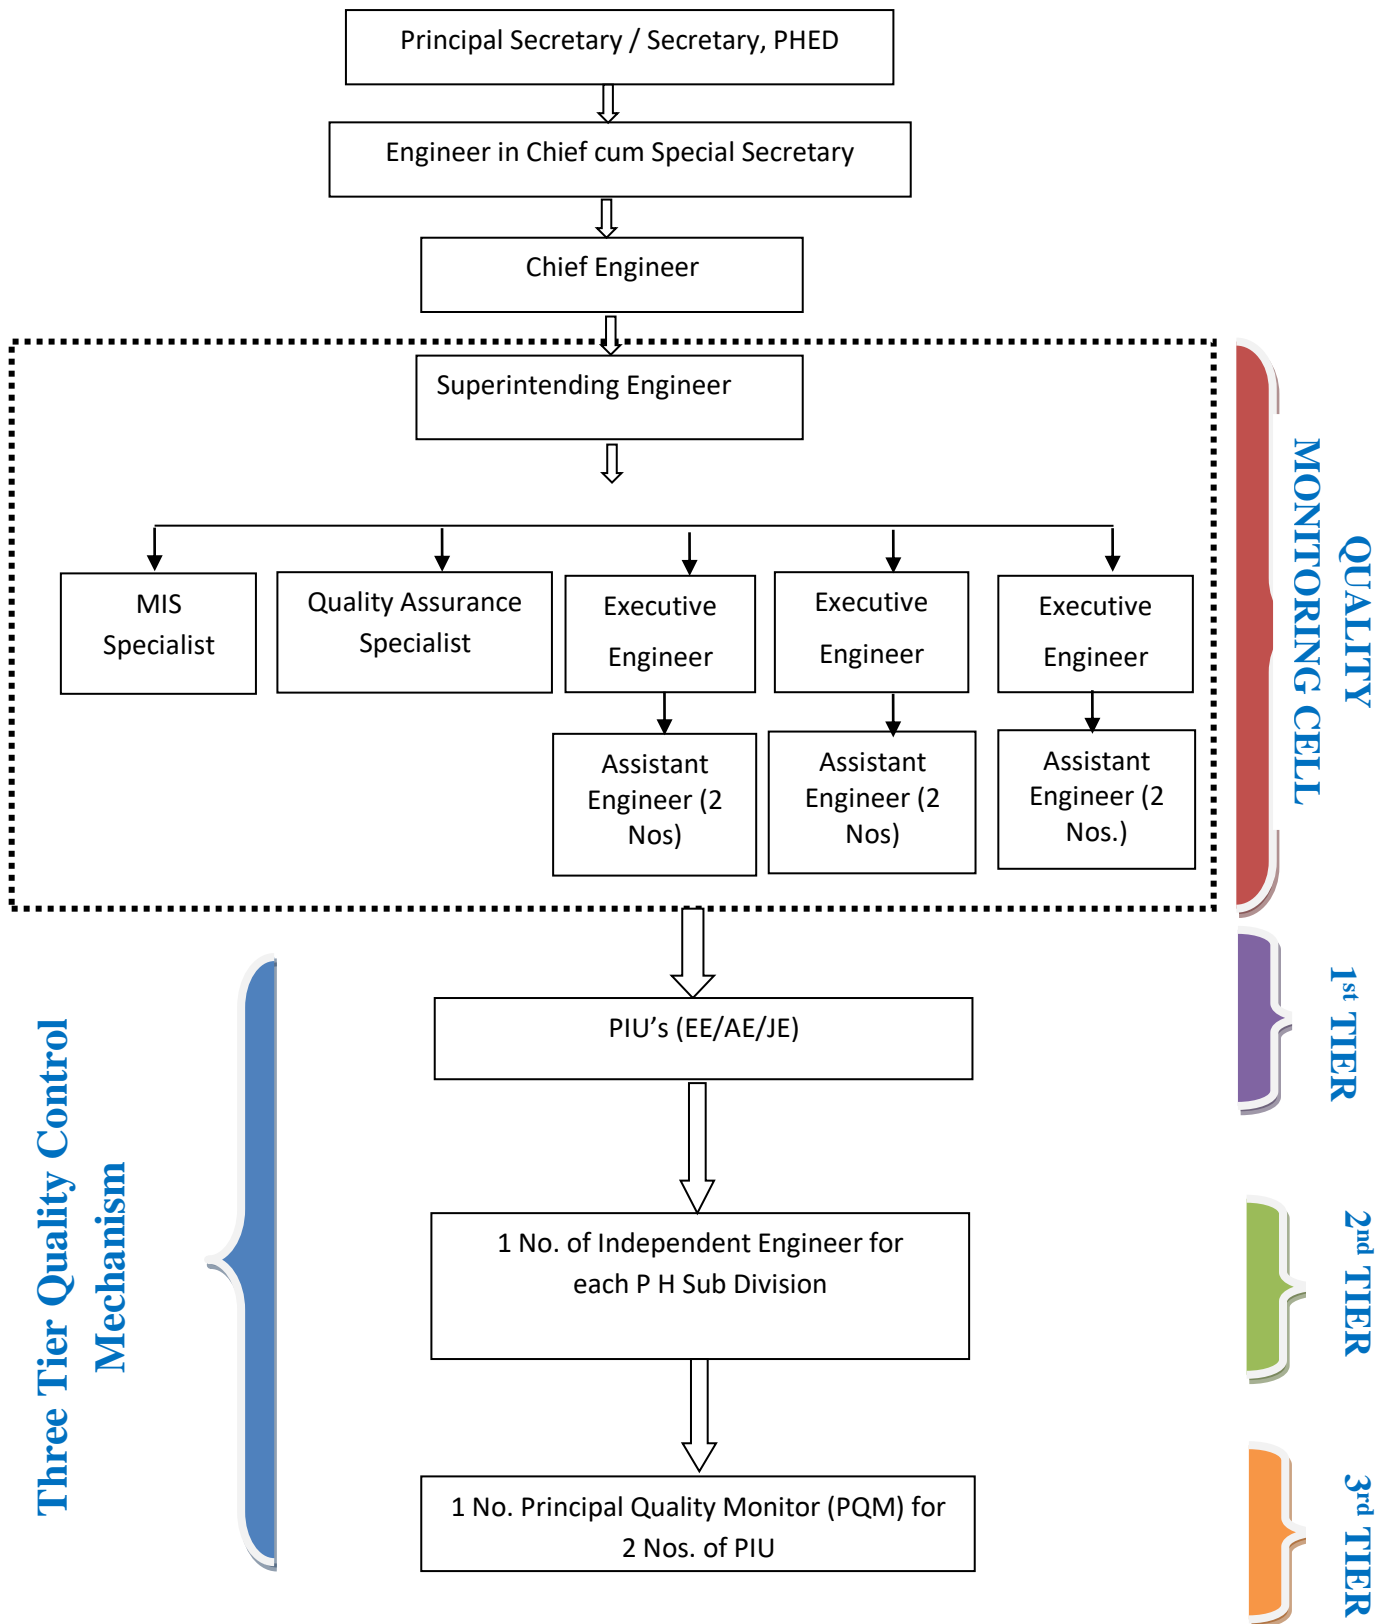 Principal Secretary / Secretary, PHED
Engineer in Chief cum Special Secretary
Chief Engineer
Superintending Engineer
MIS
Specialist
Quality Assurance
Specialist
Executive
Engineer
Executive
Engineer
Executive
Engineer
Assistant
Engineer (2
Nos)
Assistant
Engineer (2
Nos)
Assistant
Engineer (2
Nos.)
QUALITY
MONITORING CELL
PIU's (EE/AE/JE)
1st TIER
1 No. of Independent Engineer for
each P H Sub Division
2nd TIER
1 No. Principal Quality Monitor (PQM) for
2 Nos. of PIU
3rd TIER
Three Tier Quality Control
Mechanism